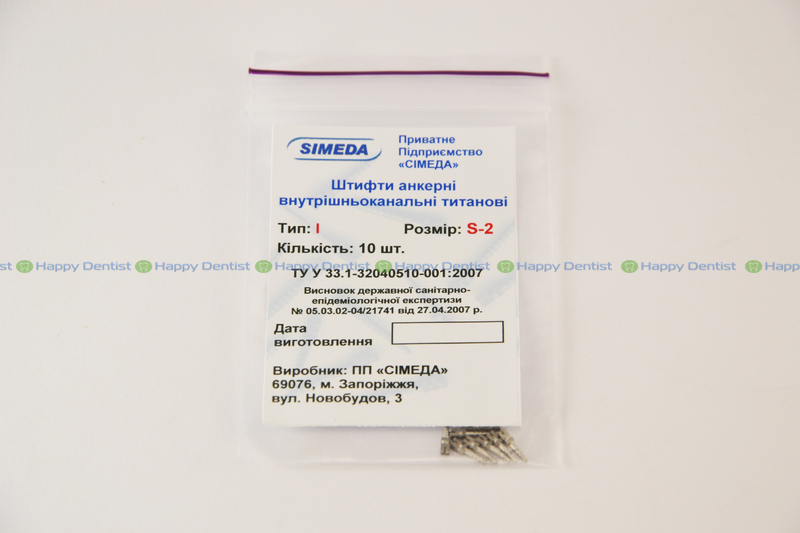 SIMEDA
Приватне
Підприємство
«СІМЕДА»
Штифти анкерні
внутрішньоканальні титанові
Тип: I Розмір: S-2
Кількість: 10 шт.
Happy Dentist Happy Dentist Happy Dentist Happy Dentist Happy Dentist Happy Dentist
ТУ У 33.1-32040510-001:2007
Висновок державної санітарно-
епідеміологічної експертизи
№ 05.03.02-04/21741 від 27.04.2007 р.
Дата
виготовлення
Виробник: ПП «СІМЕДА»
69076, м. Запоріжжя,
вул. Новобудов, 3